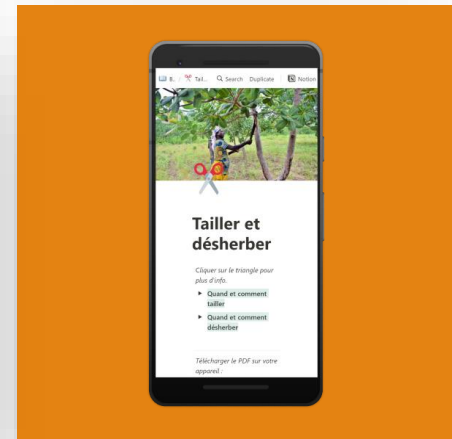 B.. / Tail... Search Duplicate Notion
Tailler et
désherber
Cliquer sur le triangle pour
plus d'info.
Quand et comment
tailler
Quand et comment
désherber
Télécharger le PDF sur votre
appareil :